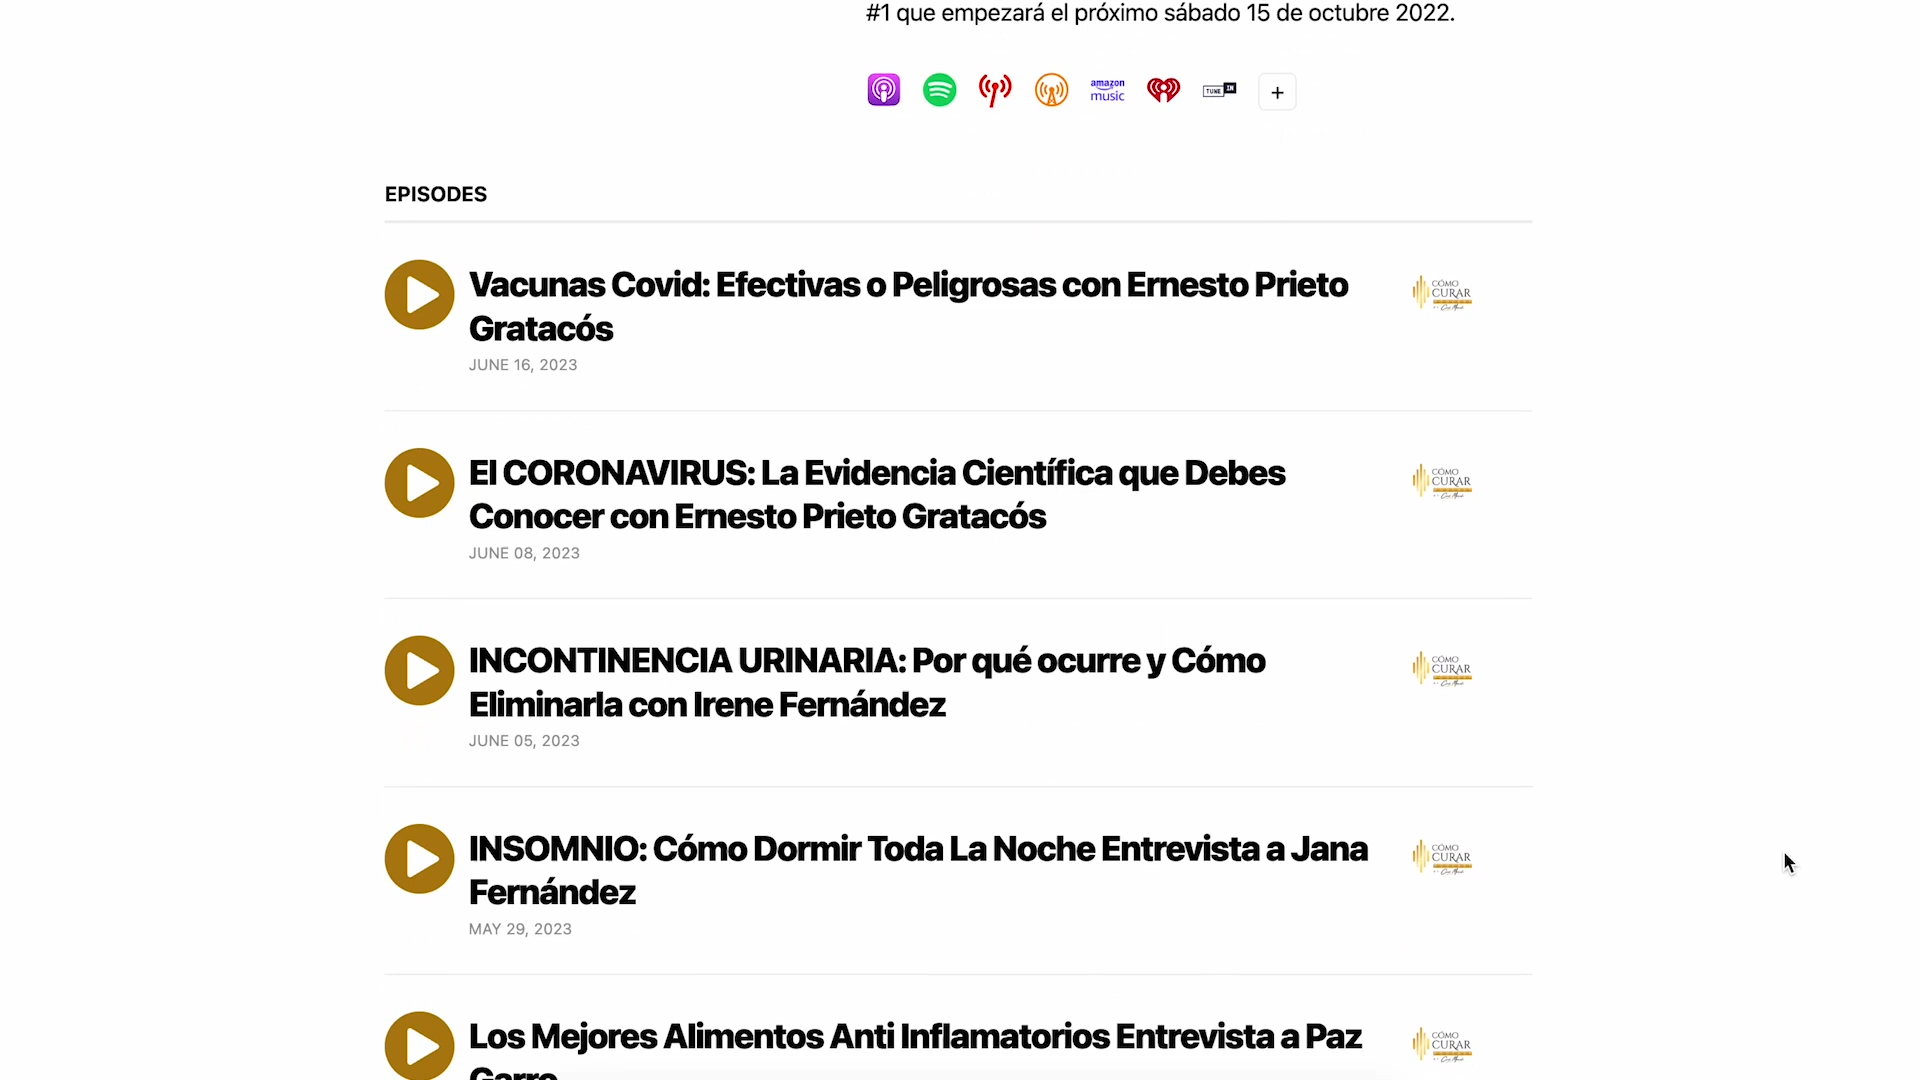 #1 que empezará el próximo sábado 15 de octubre 2022.
amazon
music
TUNE IN
+
EPISODES
Vacunas Covid: Efectivas o Peligrosas con Ernesto Prieto
Gratacós
JUNE 16, 2023
CÓMO
CURAR
El CORONAVIRUS: La Evidencia Científica que Debes
Conocer con Ernesto Prieto Gratacós
JUNE 08, 2023
CÓMO
CURAR
INCONTINENCIA URINARIA: Por qué ocurre y Cómo
Eliminarla con Irene Fernández
JUNE 05, 2023
CÓMO
CURAR
INSOMNIO: Cómo Dormir Toda La Noche Entrevista a Jana
Fernández
MAY 29, 2023
CÓMO
CURAR
Los Mejores Alimentos Anti Inflamatorios Entrevista a Paz
Garro
CÓMO
CURAR